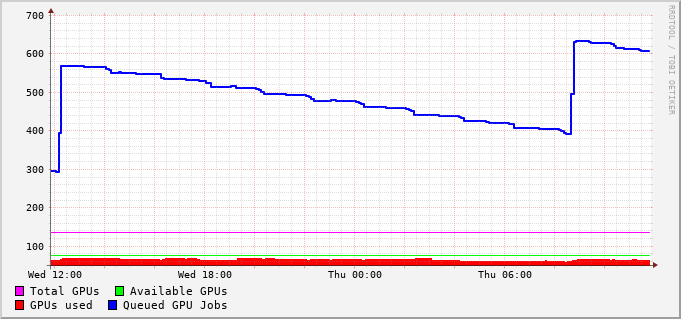 700
600
500
400
300
200
100
Wed 12:00 Wed 18:00 Thu 00:00 Thu 06:00
Total GPUs Available GPUs
GPUs used Queued GPU Jobs
RRDTOOL / TOBI OETIKER